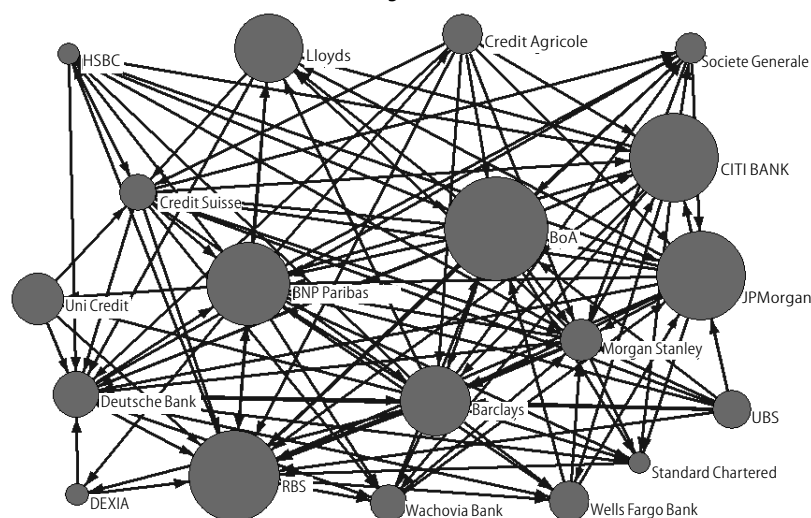 HSBC
Lloyds
Credit Agricole
Societe Generale
CITI BANK
Credit Suisse
BoA
Uni Credit
BNP Paribas
JPMorgan
Morgan Stanley
Deutsche Bank
Barclays
UBS
Standard Chartered
DEXIA
RBS
Wachovia Bank
Wells Fargo Bank